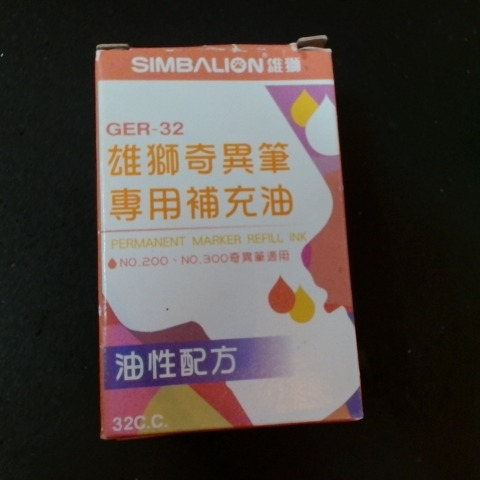 SIMBALION® 雄獅
GER-32
雄獅奇異筆
專用補充油
PERMANENT MARKER REFILL INK
NO.200、NO.300奇異筆適用
油性配方
32C.C.